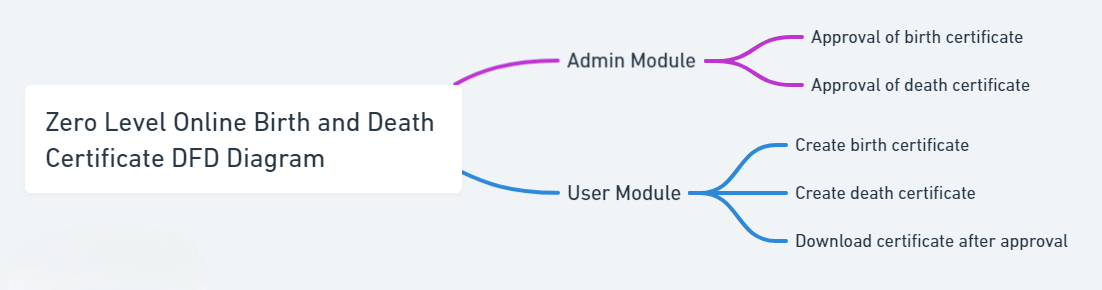 Zero Level Online Birth and Death
Certificate DFD Diagram
Admin Module
Approval of birth certificate
Approval of death certificate
User Module
Create birth certificate
Create death certificate
Download certificate after approval